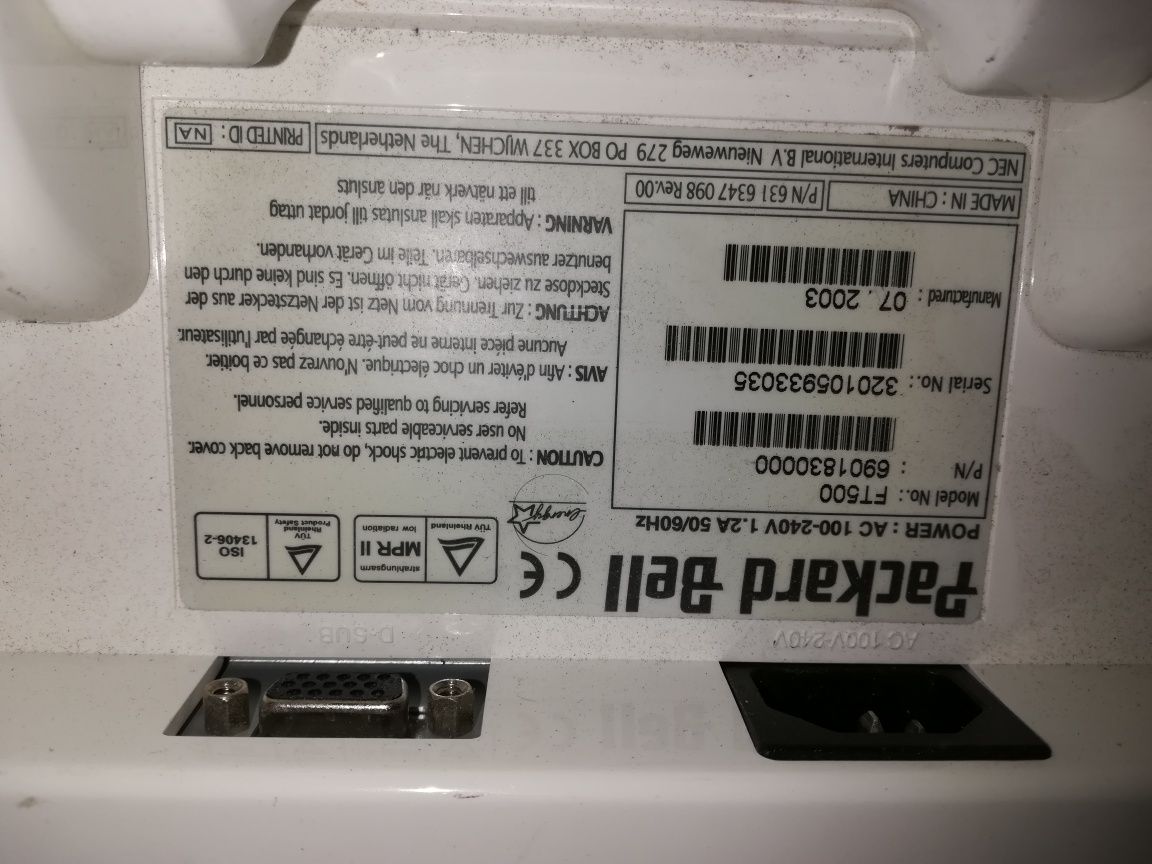 Packard Bell CE
POWER : AC 100-240V 1.2A 50/60Hz
Model No.: FT500
P/N : 6901830000
Serial No.: 320105933035
Manufactured : 07. 2003
MADE IN : CHINA
P/N 631 6347 098 Rev.00
strahlungsarm
MPR II
low radiation
TÜV Rheinland
TÜV
Rheinland
Product Safety
ISO
13406-2
energy
CAUTION : To prevent electric shock, do not remove back cover.
No user serviceable parts inside.
Refer servicing to qualified service personnel.
AVIS : Afin d'éviter un choc électrique. N'ouvrez pas ce boitier.
Aucune piéce interne ne peut-être échangée par l'utilisateur.
ACHTUNG : Zur Trennung vom Netz ist der Netzstecker aus der
Steckdose zu ziehen. Gerät nicht öffnen. Es sind keine durch
benutzer auswechselbaren. Teile im Gerät vorhanden.
VARNING : Apparaten skall anslutas till jordat uttag
till ett nätverk när den ansluts
NEC Computers International B.V Nieuweweg 279 PO BOX 337 WIJCHEN, The Netherlands
PRINTED ID : NA
AC 100V-240V
D-SUB